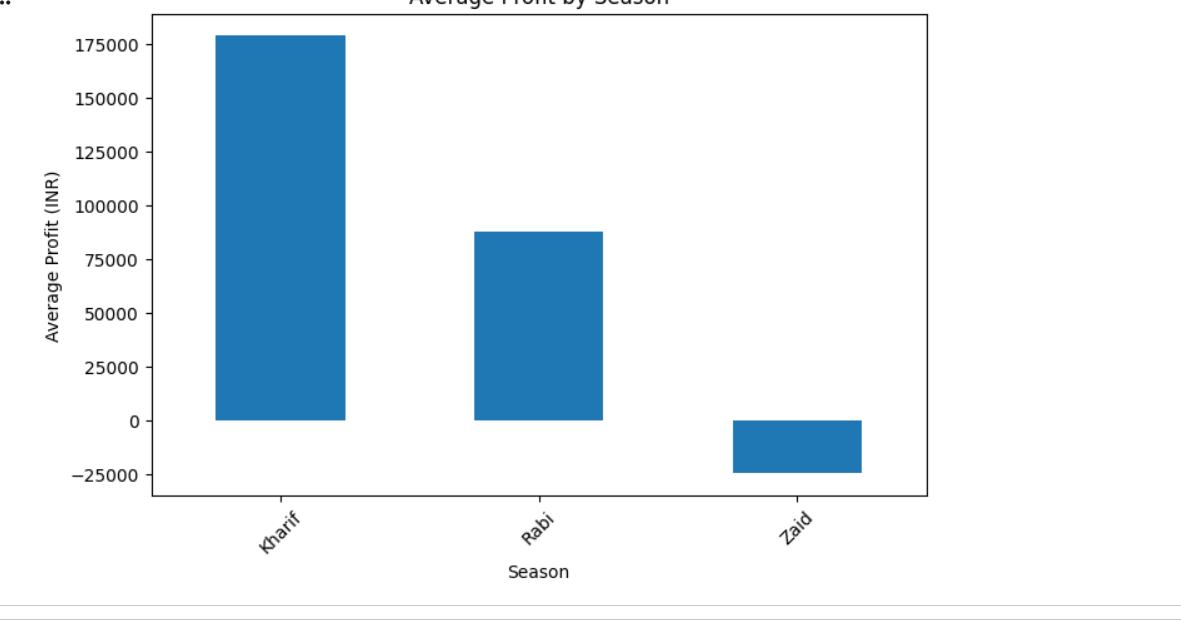 Average Profit by Season
175000
150000
125000
100000
75000
50000
25000
0
−25000
Average Profit (INR)
Kharif
Rabi
Zaid
Season